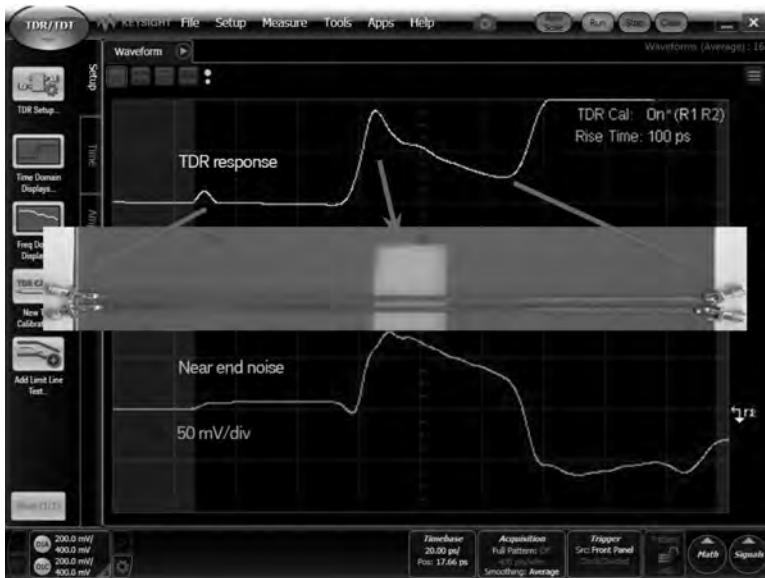 TDR/TDT
KEYSIGHT File Setup Measure Tools Apps Help
Auto Scale Run Stop Clear
Waveform
Waveforms (Average) : 16
Setup
Time
TDR Setup...
Time Domain
Displays...
Freq
TDR Cal: On* (R1 R2)
Rise Time: 100 ps
TDR response
New
Add Limit Line
Test...
Near end noise
50 mV/div
200.0 mV/
400.0 mV
200.0 mV/
400.0 mV
Timebase
20.00 ps/
Pos: 17.66 ps
Acquisition
Full Pattern: Off
Smoothing: Average
Trigger
Src: Front Panel
Math
Signals